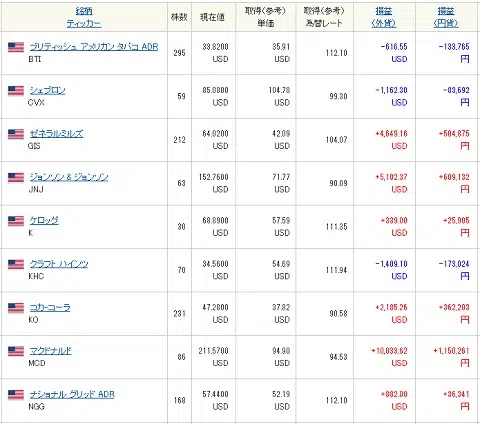 銘柄 株数 現在値 取得(参考) 取得(参考) 損益 損益
ティッカー 単価 為替レート (外貨) (円貨)
ブリティッシュ アメリカン タバコ ADR 295 33.8200 35.91 112.10 -616.55 -133,765
BTI USD USD USD 円
シェブロン 59 85.0800 104.78 99.30 -1,162.30 -83,692
CVX USD USD USD 円
ゼネラルミルズ 212 64.0200 42.09 104.07 +4,649.16 +504,875
GIS USD USD USD 円
ジョンソン & ジョンソン 63 152.7600 71.77 90.09 +5,102.37 +609,132
JNJ USD USD USD 円
ケロッグ 30 68.8900 57.59 111.35 +339.00 +25,905
K USD USD USD 円
クラフト ハインツ 70 34.5600 54.69 111.94 -1,409.10 -173,024
KHC USD USD USD 円
コカ・コーラ 231 47.2800 37.82 90.58 +2,185.26 +362,203
KO USD USD USD 円
マクドナルド 86 211.5700 94.90 94.53 +10,033.62 +1,150,261
MCD USD USD USD 円
ナショナル グリッド ADR 168 57.4400 52.19 112.10 +882.00 +36,341
NGG USD USD USD 円